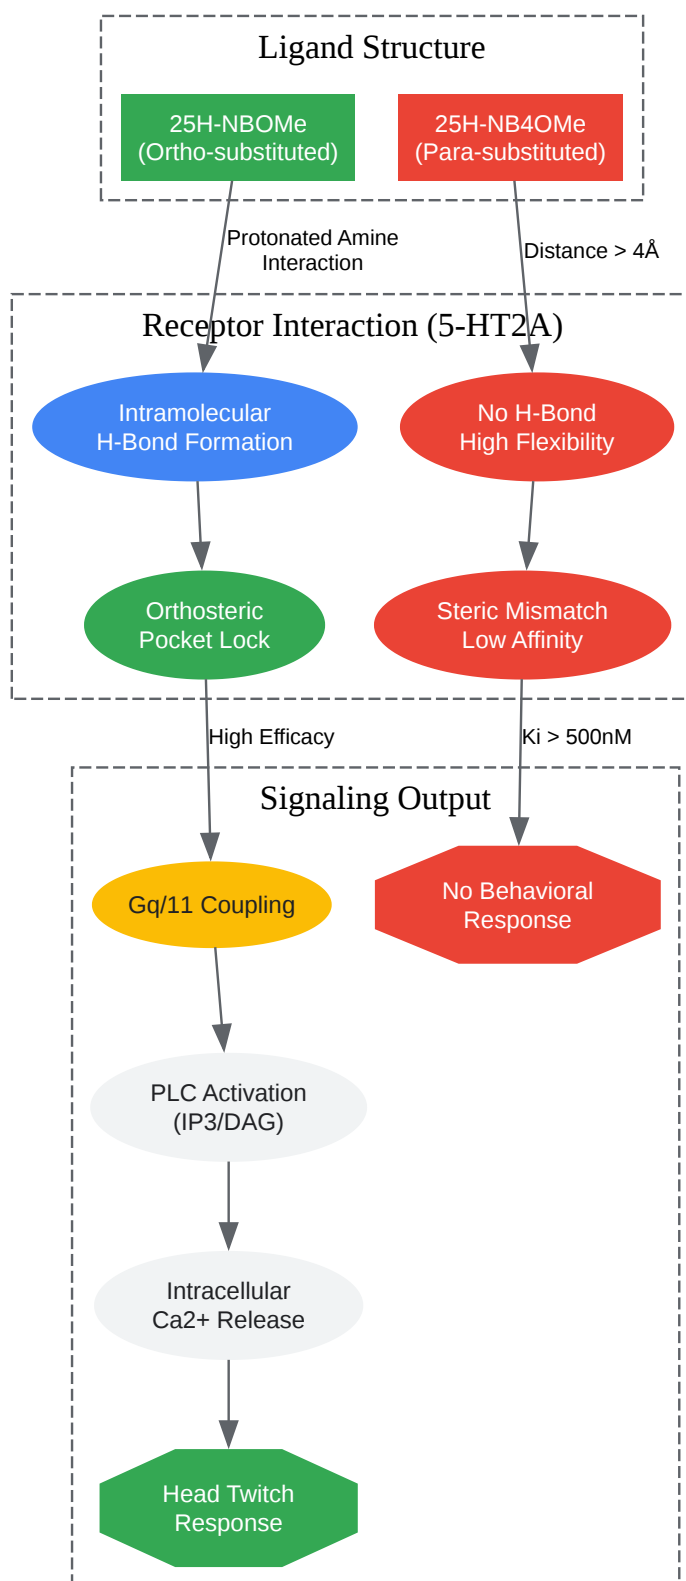 Ligand Structure
25H-NBOMe
(Ortho-substituted)
25H-NB4OMe
(Para-substituted)
Protonated Amine
Interaction
Distance > 4Å
Receptor Interaction (5-HT2A)
Intramolecular
H-Bond Formation
No H-Bond
High Flexibility
Orthosteric
Pocket Lock
Steric Mismatch
Low Affinity
High Efficacy
Ki > 500nM
Signaling Output
Gq/11 Coupling
No Behavioral
Response
PLC Activation
(IP3/DAG)
Intracellular
Ca2+ Release
Head Twitch
Response